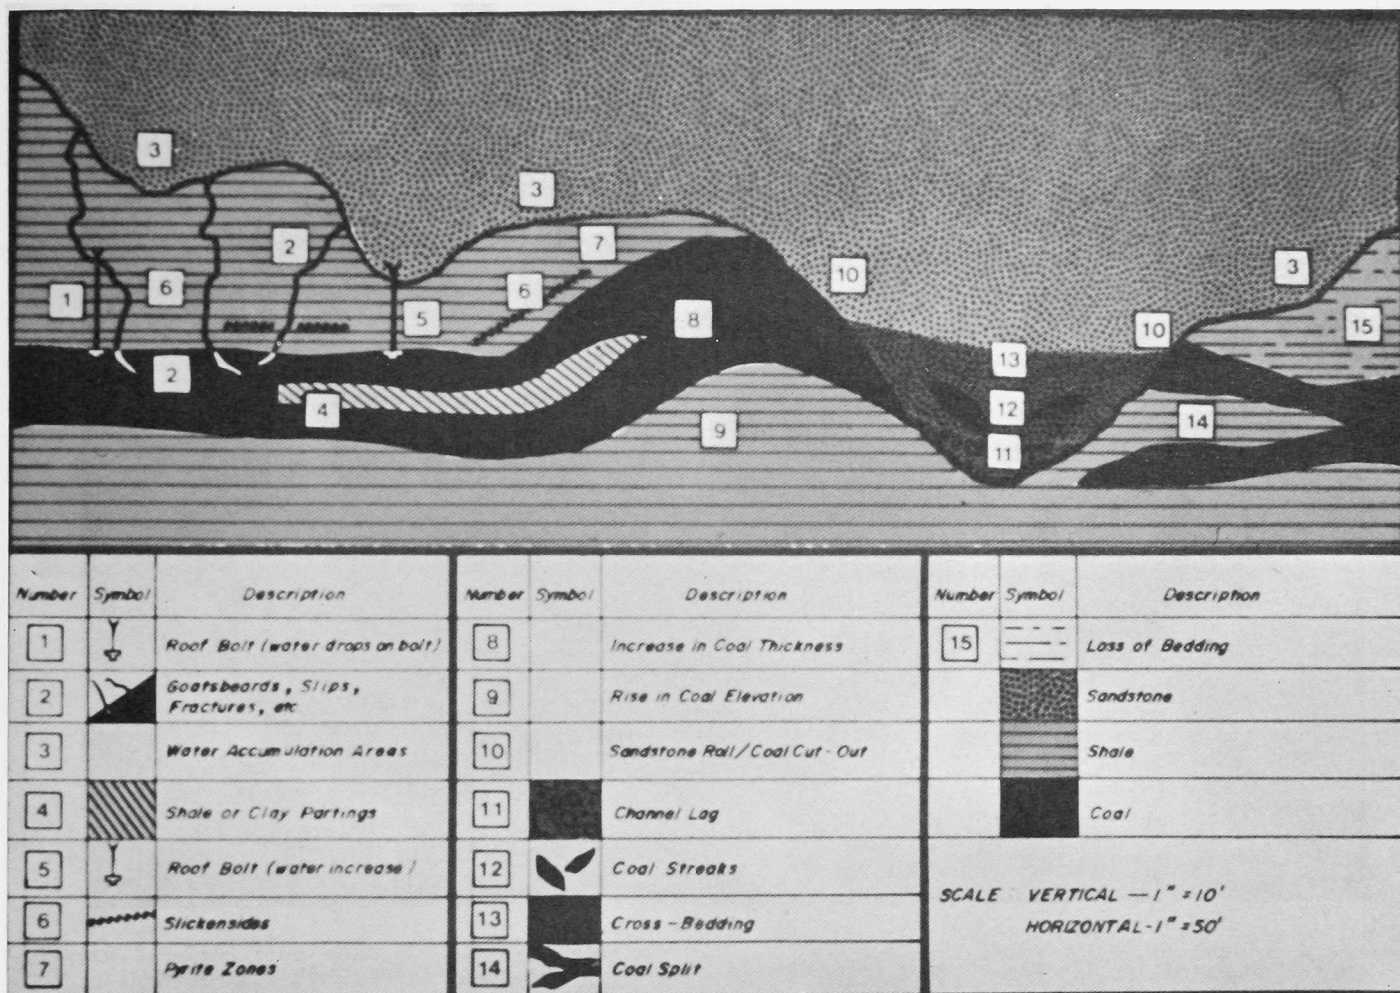 3
3
2
7
10
3
1
6
6
5
8
10
15
13
2
4
12
9
14
11
Number Symbol Description
1 Roof Bolt (water drops on bolt)
2 Goatsbeards, Slips,
Fractures, etc
3 Water Accumulation Areas
4 Shale or Clay Partings
5 Roof Bolt (water increase)
6 Slickensides
7 Pyrite Zones
Number Symbol Description
8 Increase in Coal Thickness
9 Rise in Coal Elevation
10 Sandstone Roll/Coal Cut-Out
11 Channel Lag
12 Coal Streaks
13 Cross-Bedding
14 Coal Split
Number Symbol Description
15 Loss of Bedding
Sandstone
Shale
Coal
SCALE VERTICAL — 1" = 10'
HORIZONTAL - 1" = 50'